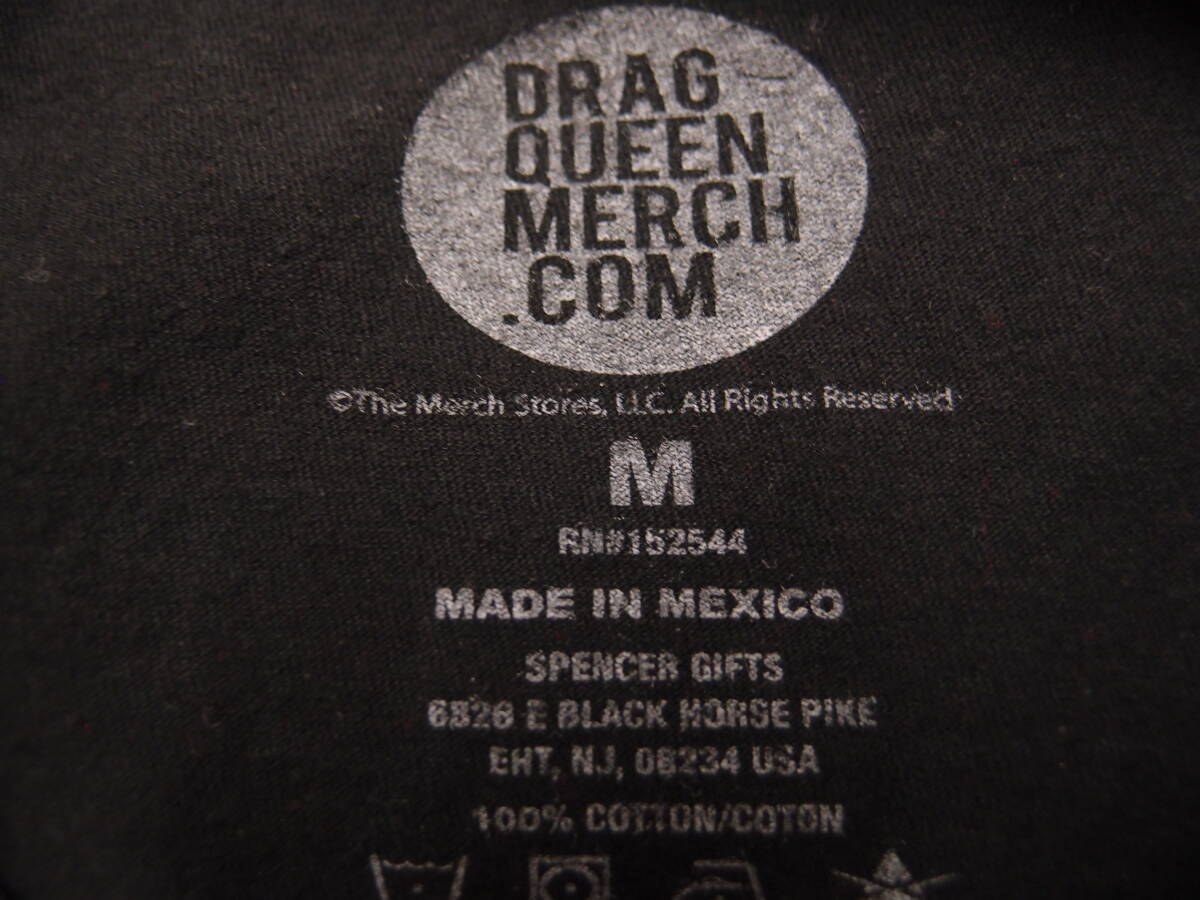 DRAG
QUEEN
MERCH
.COM
©The Merch Stores, LLC. All Rights Reserved
M
RN#152544
MADE IN MEXICO
SPENCER GIFTS
6826 E BLACK HORSE PIKE
EHT, NJ, 08234 USA
100% COTTON/COTON